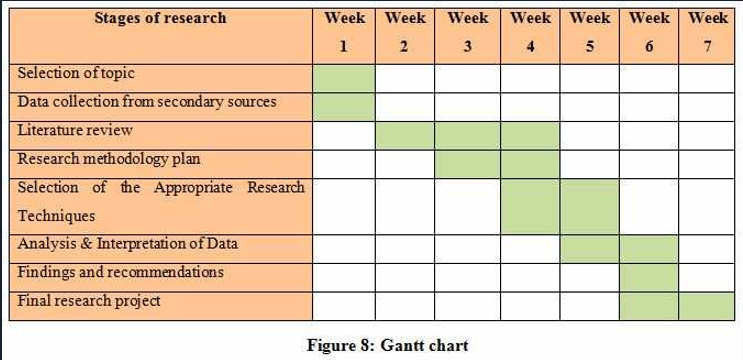 Stages of research Week Week Week Week Week Week Week
1 2 3 4 5 6 7
Selection of topic
Data collection from secondary sources
Literature review
Research methodology plan
Selection of the Appropriate Research
Techniques
Analysis & Interpretation of Data
Findings and recommendations
Final research project
Figure 8: Gantt chart